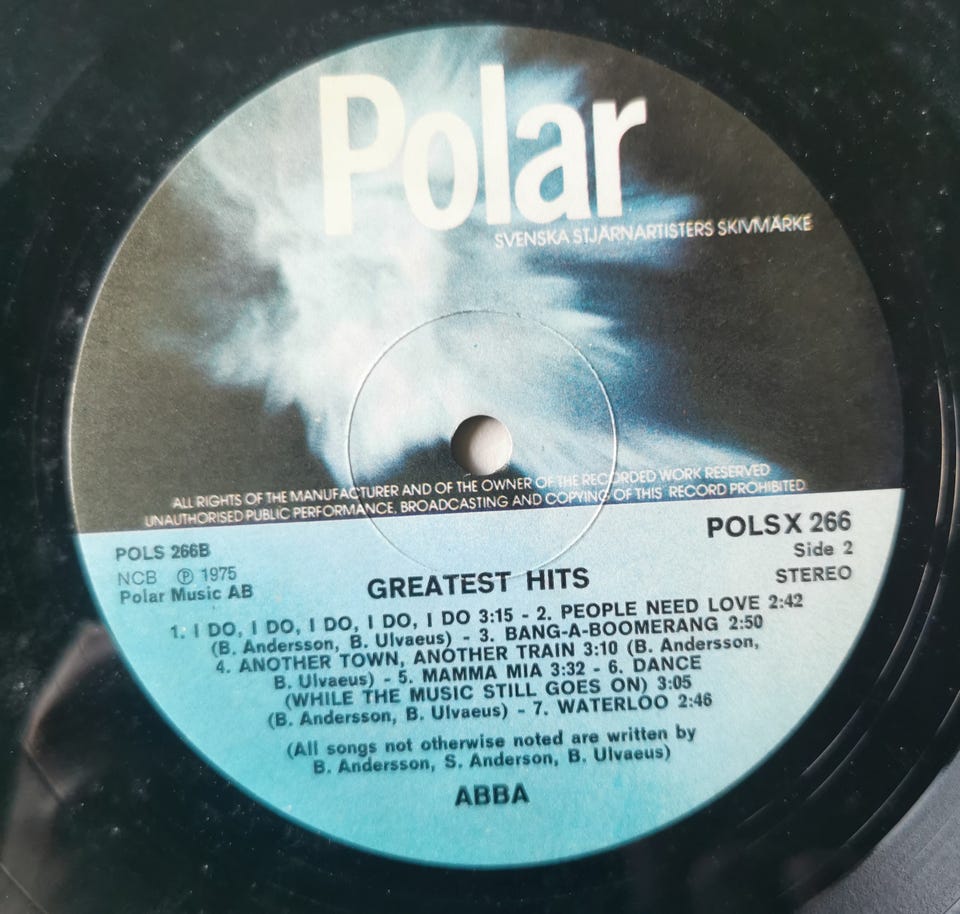 Polar
SVENSKA STJÄRNARTISTERS SKIVMÄRKE
ALL RIGHTS OF THE MANUFACTURER AND OF THE OWNER OF THE RECORDED WORK RESERVED
UNAUTHORISED PUBLIC PERFORMANCE, BROADCASTING AND COPYING OF THIS RECORD PROHIBITED
POLS 266B
NCB Ⓟ 1975
Polar Music AB
POLSX 266
Side 2
STEREO
GREATEST HITS
1. I DO, I DO, I DO, I DO, I DO 3:15 - 2. PEOPLE NEED LOVE 2:42
(B. Andersson, B. Ulvaeus) - 3. BANG-A-BOOMERANG 2:50
4. ANOTHER TOWN, ANOTHER TRAIN 3:10 (B. Andersson,
B. Ulvaeus) - 5. MAMMA MIA 3:32 - 6. DANCE
(WHILE THE MUSIC STILL GOES ON) 3:05
(B. Andersson, B. Ulvaeus) - 7. WATERLOO 2:46
(All songs not otherwise noted are written by
B. Andersson, S. Anderson, B. Ulvaeus)
ABBA